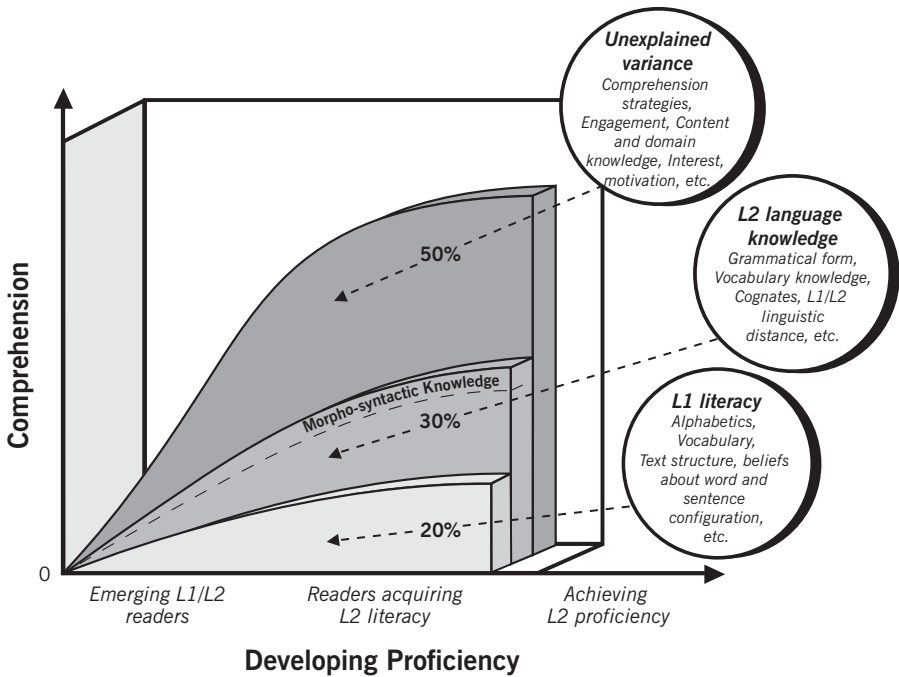 Unexplained
variance
Comprehension
strategies,
Engagement, Content
and domain
knowledge, Interest,
motivation, etc.
L2 language
knowledge
Grammatical form,
Vocabulary knowledge,
Cognates, L1/L2
linguistic
distance, etc.
L1 literacy
Alphabetics,
Vocabulary,
Text structure, beliefs
about word and
sentence
configuration,
etc.
50%
Morpho-syntactic Knowledge
30%
20%
Comprehension
0
Emerging L1/L2
readers
Readers acquiring
L2 literacy
Achieving
L2 proficiency
Developing Proficiency